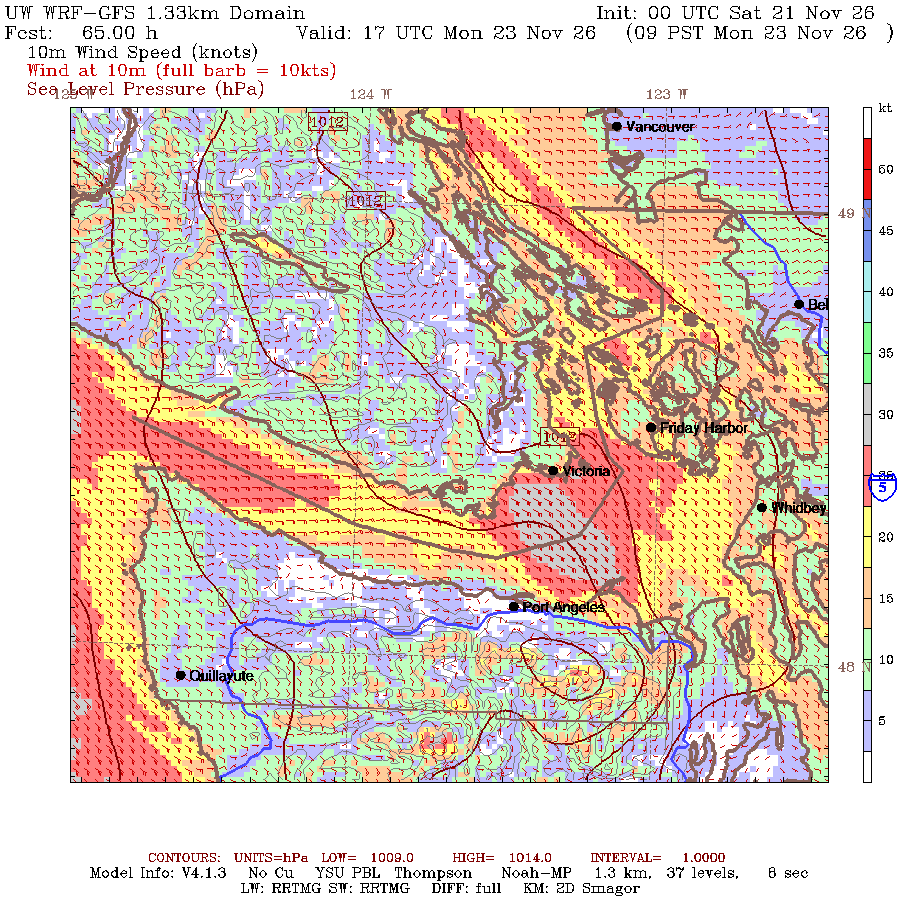 UW WRF-GFS 1.33km Domain Init: 00 UTC Sat 21 Nov 26
Fcst: 65.00 h Valid: 17 UTC Mon 23 Nov 26 (09 PST Mon 23 Nov 26 )
10m Wind Speed (knots)
Wind at 10m (full barb = 10kts)
Sea Level Pressure (hPa)
125 W 124 W 123 W
kt
1012
Vancouver
60
1012
49 N
45
40
Bel
35
30
Friday Harbor
1013
Victoria
25
5
Whidbey
20
15
Port Angeles
10
48 N
Quillayute
5
CONTOURS: UNITS=hPa LOW= 1009.0 HIGH= 1014.0 INTERVAL= 1.0000
Model Info: V4.1.3 No Cu YSU PBL Thompson Noah-MP 1.3 km, 37 levels, 8 sec
LW: RRTMG SW: RRTMG DIFF: full KM: 2D Smagor